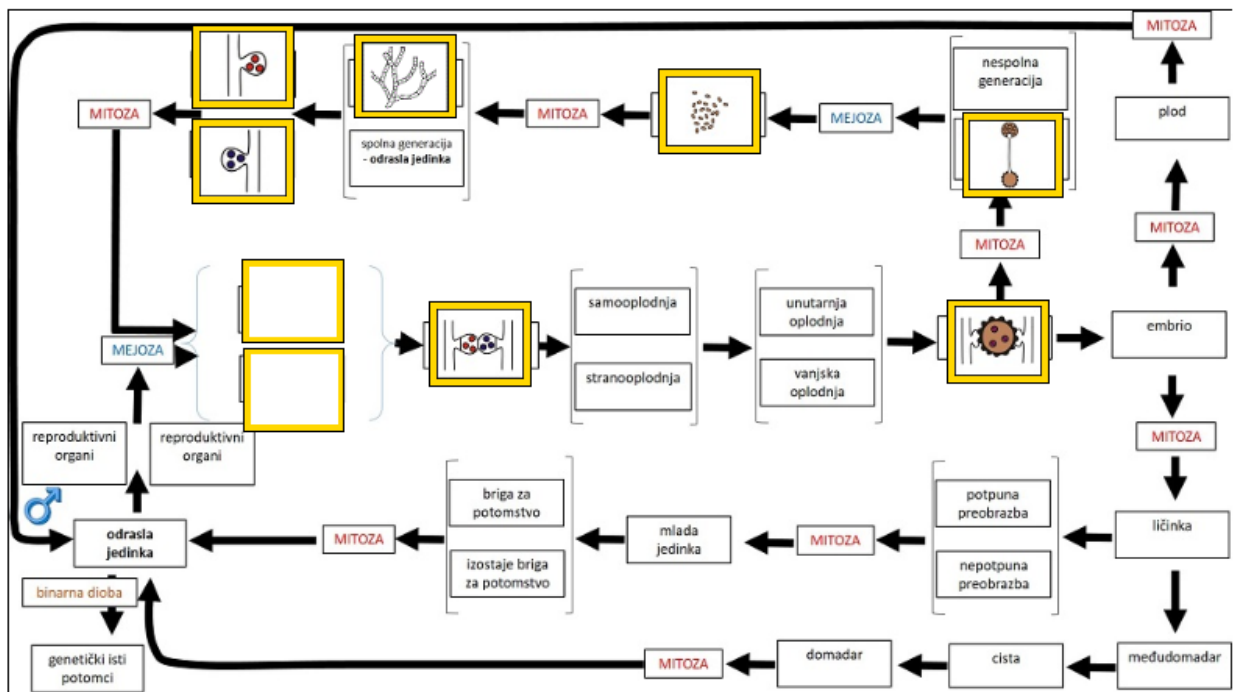 MITOZA
nespolna
generacija
plod
MITOZA
MITOZA
MEJOZA
spolna generacija
- odrasla jedinka
MITOZA
MITOZA
samooplodnja
unutarnja
oplodnja
embrio
MEJOZA
stranooplodnja
vanjska
oplodnja
reproduktivni
organi
reproduktivni
organi
MITOZA
briga za
potomstvo
potpuna
preobrazba
odrasla
jedinka
MITOZA
mlada
jedinka
MITOZA
ličinka
izostaje briga
za potomstvo
nepotpuna
preobrazba
binarna dioba
genetički isti
potomci
MITOZA
domadar
cista
međudomadar